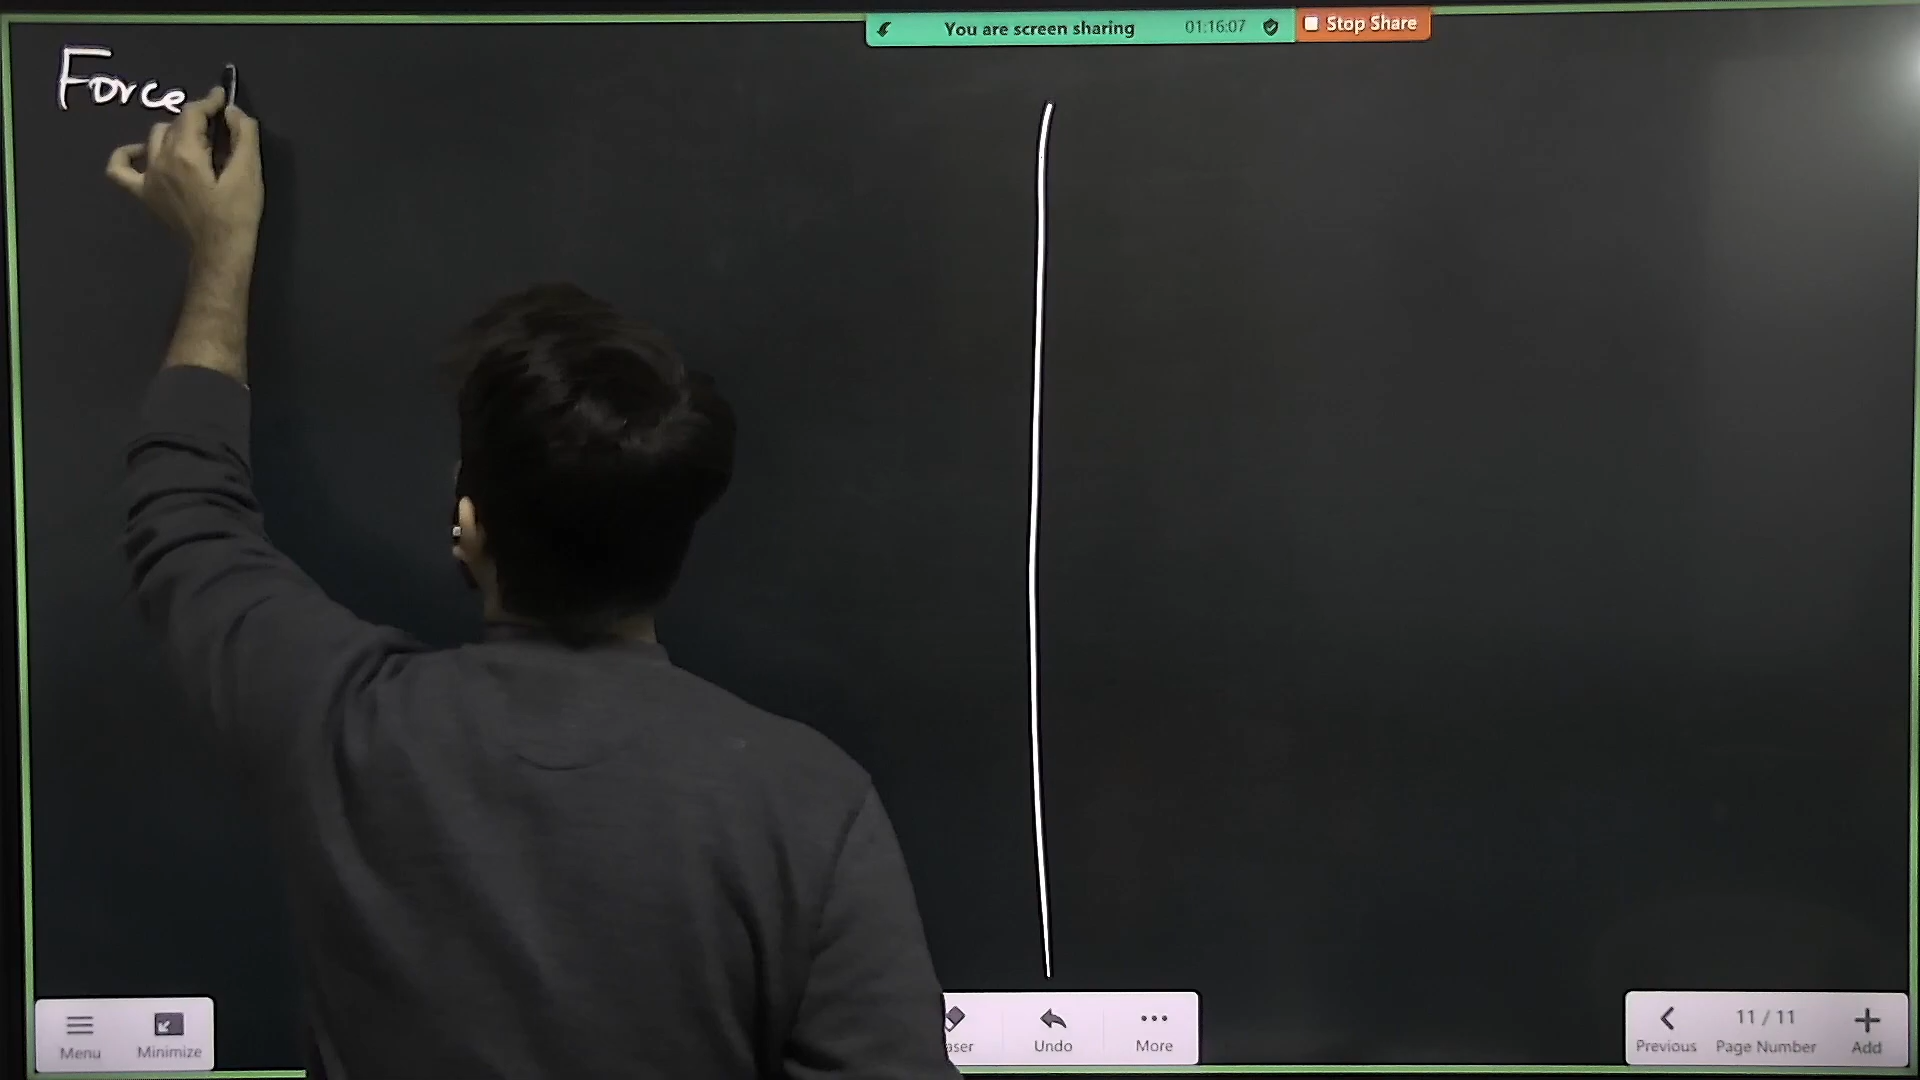 You are screen sharing 01:16:07 Stop Share
Force
Menu Minimize
Undo More
11 / 11
Previous Page Number Add